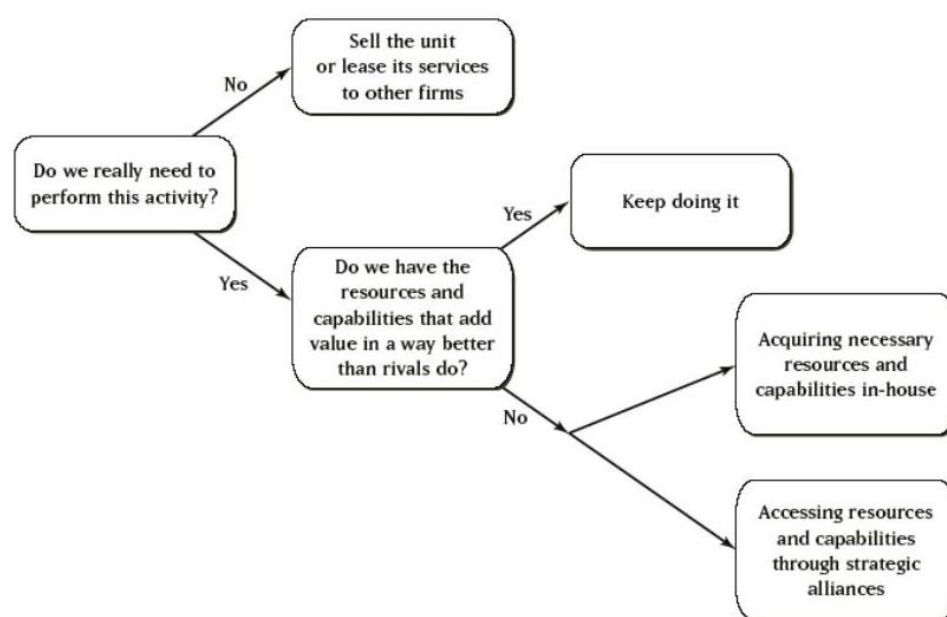 Sell the unit
or lease its services
to other firms
No
Do we really need to
perform this activity?
Yes
Keep doing it
Yes
Do we have the
resources and
capabilities that add
value in a way better
than rivals do?
No
Acquiring necessary
resources and
capabilities in-house
Accessing resources
and capabilities
through strategic
alliances